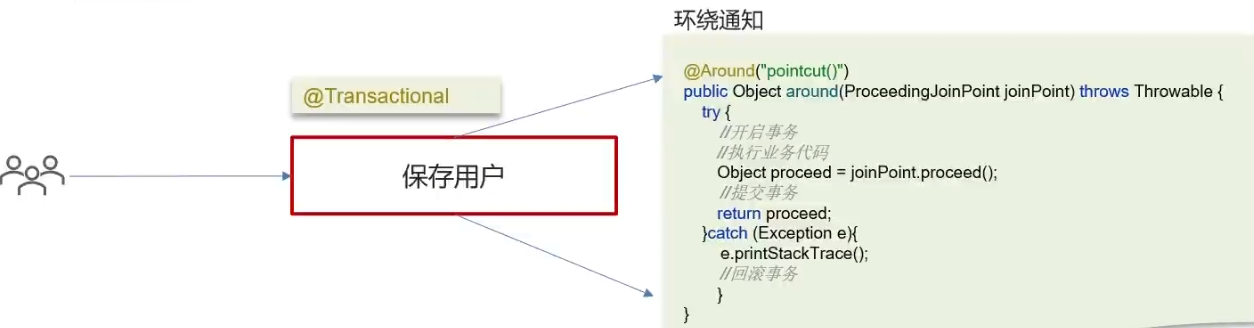 环绕通知
@Transactional
保存用户
@Around("pointcut()")
public Object around(ProceedingJoinPoint joinPoint) throws Throwable {
try {
//开启事务
//执行业务代码
Object proceed = joinPoint.proceed();
//提交事务
return proceed;
}catch (Exception e){
e.printStackTrace();
//回滚事务
}
}